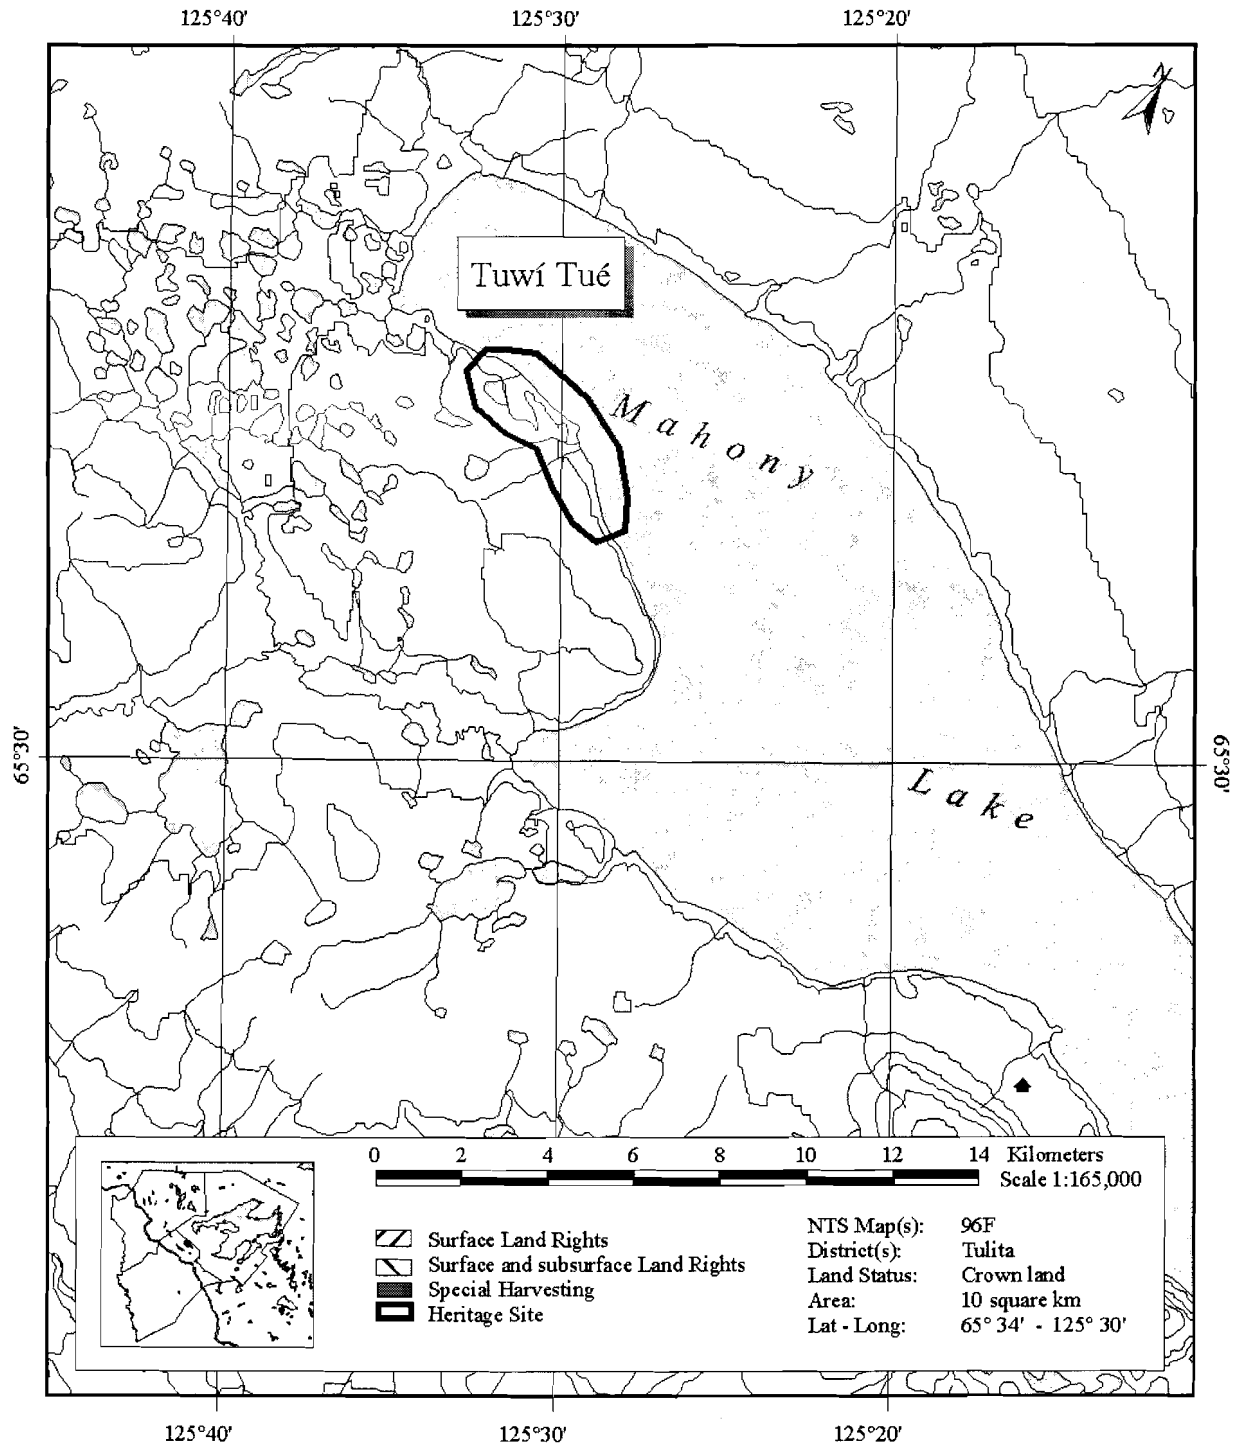 125°40' 125°30' 125°20'
N
Tuwí Tué
Mahony
65°30' 65°30'
Lake
0 2 4 6 8 10 12 14 Kilometers
Scale 1:165,000
Surface Land Rights
Surface and subsurface Land Rights
Special Harvesting
Heritage Site
NTS Map(s): 96F
District(s): Tulita
Land Status: Crown land
Area: 10 square km
Lat - Long: 65° 34' - 125° 30'
125°40' 125°30' 125°20'